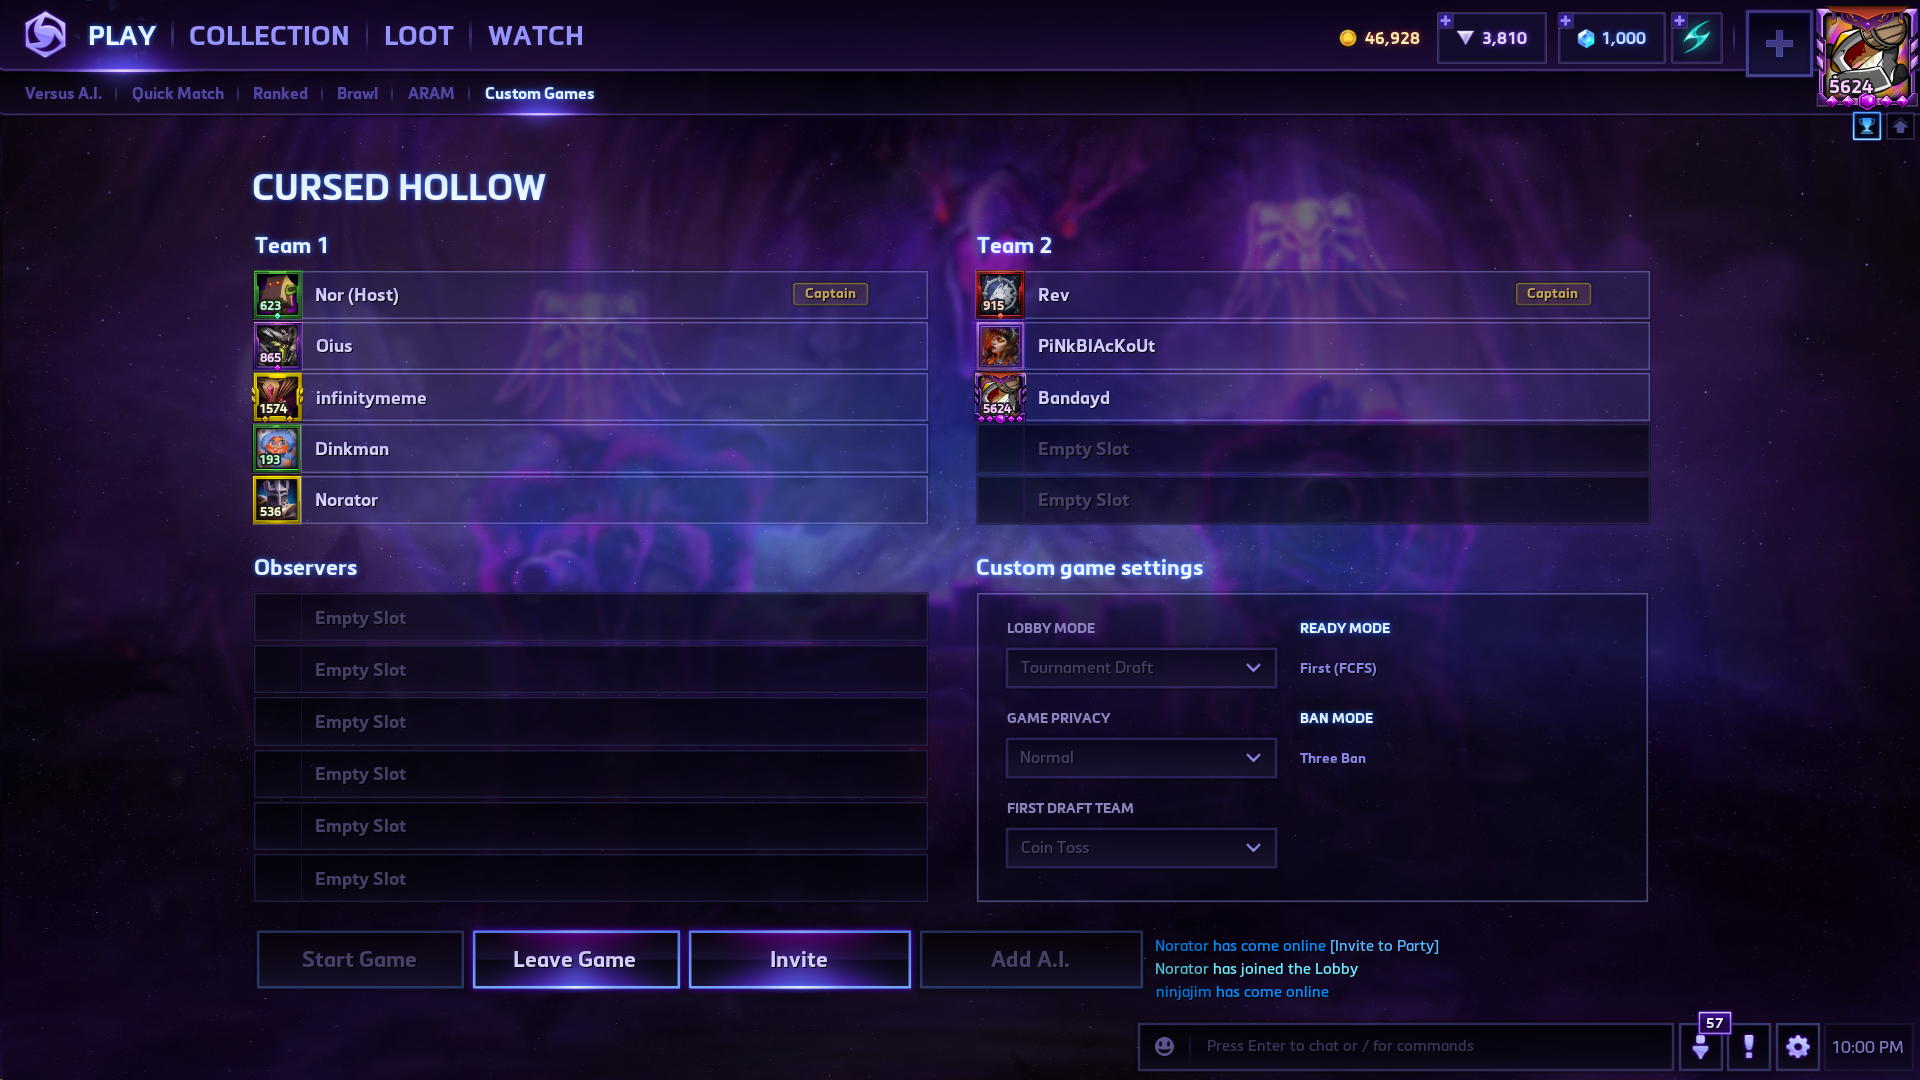 PLAY
COLLECTION
LOOT
WATCH
46,928
3,810
1,000
5624
Versus A.I.
Quick Match
Ranked
Brawl
ARAM
Custom Games
CURSED HOLLOW
Team 1
623
Nor (Host)
Captain
865
Oius
1574
infinitymeme
193
Dinkman
536
Norator
Team 2
915
Rev
Captain
PiNkBlAcKoUt
5624
Bandayd
Empty Slot
Empty Slot
Observers
Empty Slot
Empty Slot
Empty Slot
Empty Slot
Empty Slot
Empty Slot
Custom game settings
LOBBY MODE
Tournament Draft
READY MODE
First (FCFS)
GAME PRIVACY
Normal
BAN MODE
Three Ban
FIRST DRAFT TEAM
Coin Toss
Start Game
Leave Game
Invite
Add A.I.
Norator has come online [Invite to Party]
Norator has joined the Lobby
ninjajim has come online
Press Enter to chat or / for commands
57
10:00 PM